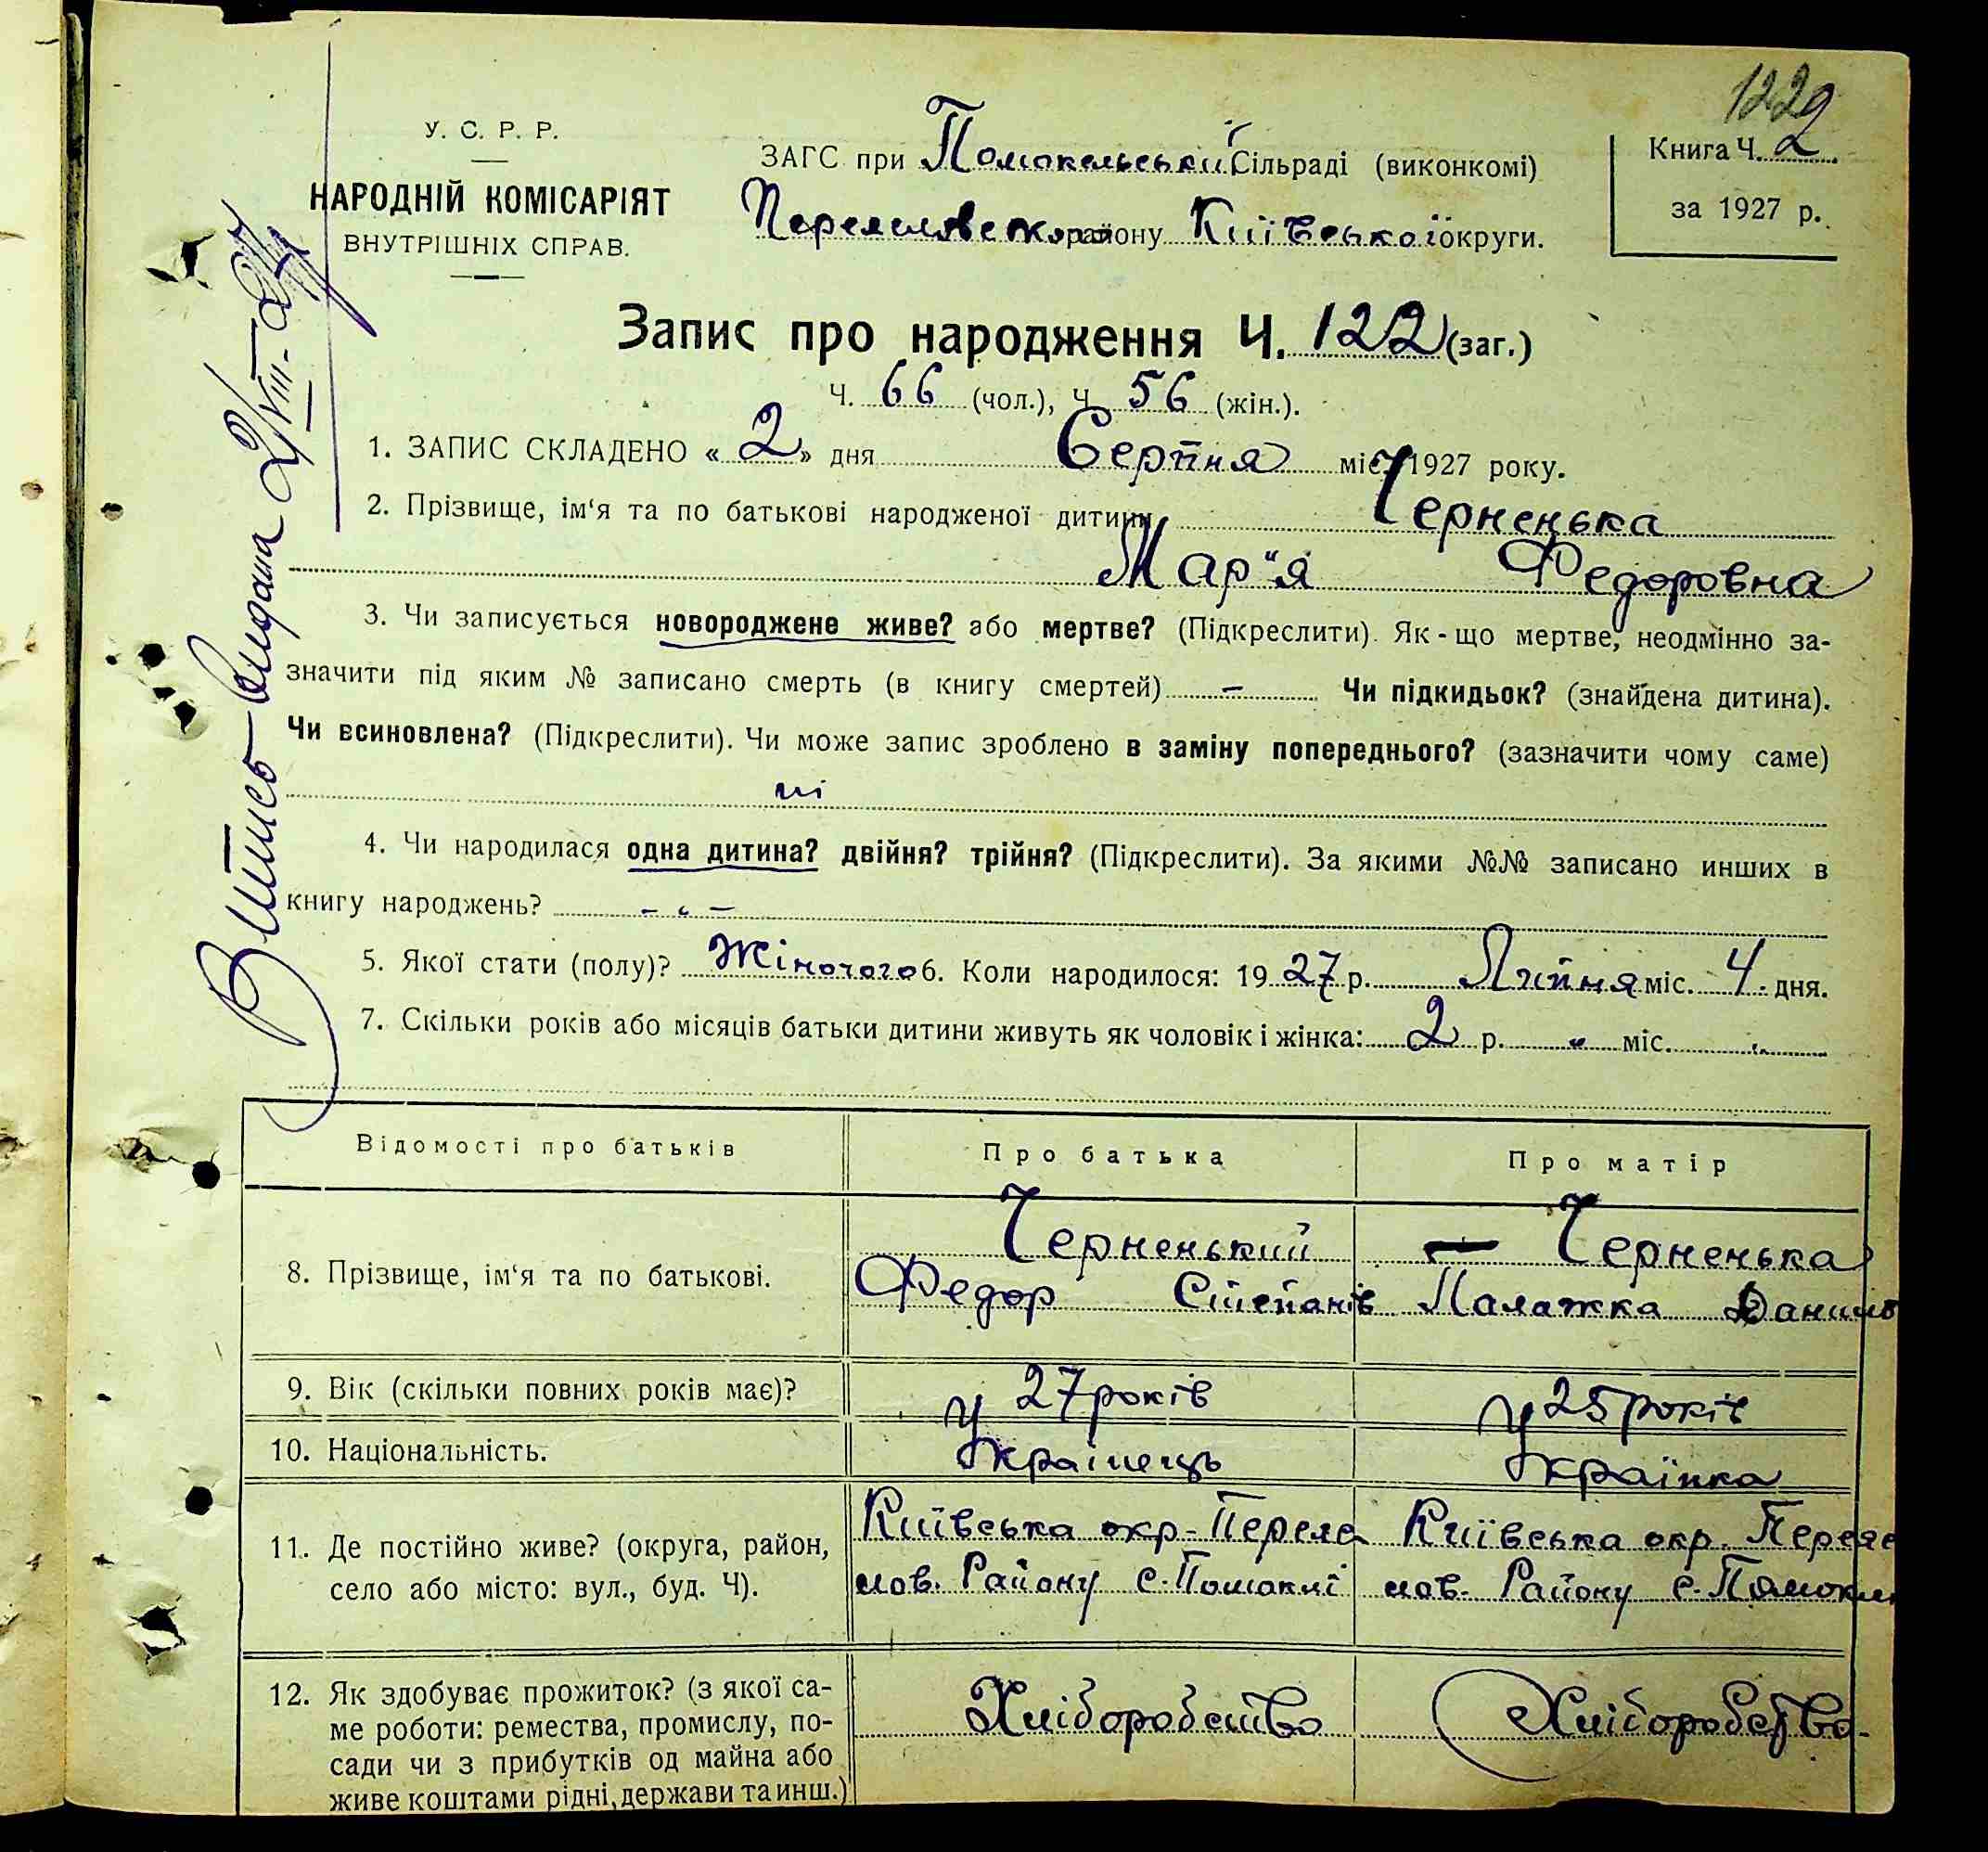 1222
У. С. Р. Р.
НАРОДНІЙ КОМІСАРІЯТ
ВНУТРІШНІХ СПРАВ.
ЗАГС при Помокельській Сільраді (виконкомі)
Переяславсько району Київської округи.
Книга Ч. 2
за 1927 р.
Запис про народження Ч. 122 (заг.)
Ч. 66 (чол.), Ч. 56 (жін.).
1. ЗАПИС СКЛАДЕНО « 2 » дня Серпня міс. 1927 року.
2. Прізвище, ім‘я та по батькові народженої дитини Черненька
Мар"я Федоровна
3. Чи записується новороджене живе? або мертве? (Підкреслити). Як-що мертве, неодмінно за-
значити під яким № записано смерть (в книгу смертей) — Чи підкидьок? (знайдена дитина).
Чи всиновлена? (Підкреслити). Чи може запис зроблено в заміну попереднього? (зазначити чому саме)
ні
4. Чи народилася одна дитина? двійня? трійня? (Підкреслити). За якими №№ записано инших в
книгу народжень? – „ –
5. Якої стати (полу)? Жіночого 6. Коли народилося: 1927 р. Липня міс. 4. дня.
7. Скільки років або місяців батьки дитини живуть як чоловік і жінка: 2 р. „ міс. „
Випись видана 2/VIII-27
Відомості про батьків
Про батька
Про матір
8. Прізвище, ім‘я та по батькові.
Черненький
Федор Степанів
— Черненька
Палажка Данилів
9. Вік (скільки повних років має)?
27 років
25 років
10. Національність.
Українець
Українка
11. Де постійно живе? (округа, район,
село або місто: вул., буд. Ч).
Київська окр- Переяс
лов. Району с. Помоклі
Київська окр. Переяс
лов. Району с. Помокл
12. Як здобуває прожиток? (з якої са-
ме роботи: ремества, промислу, по-
сади чи з прибутків од майна або
живе коштами рідні, держави та инш.)
Хліборобство
Хліборобство.